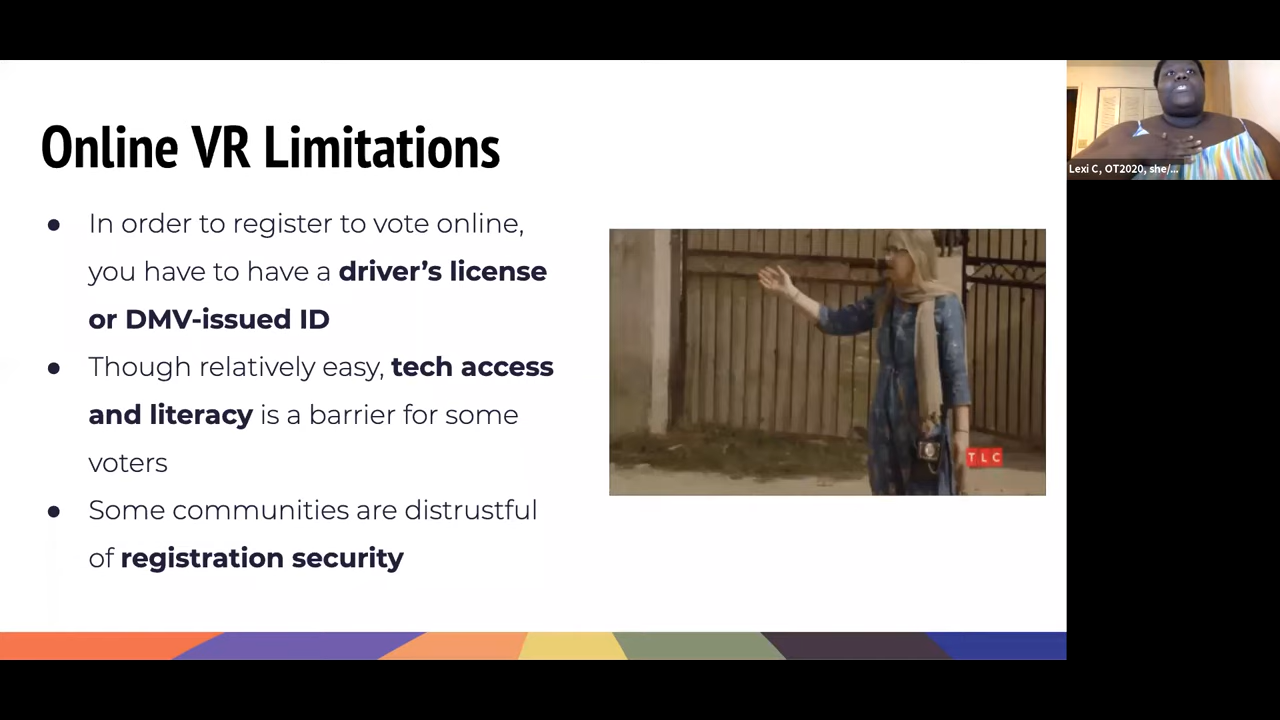 Online VR Limitations
● In order to register to vote online,
you have to have a driver’s license
or DMV-issued ID
● Though relatively easy, tech access
and literacy is a barrier for some
voters
● Some communities are distrustful
of registration security
TLC
Lexi C, OT2020, she/...